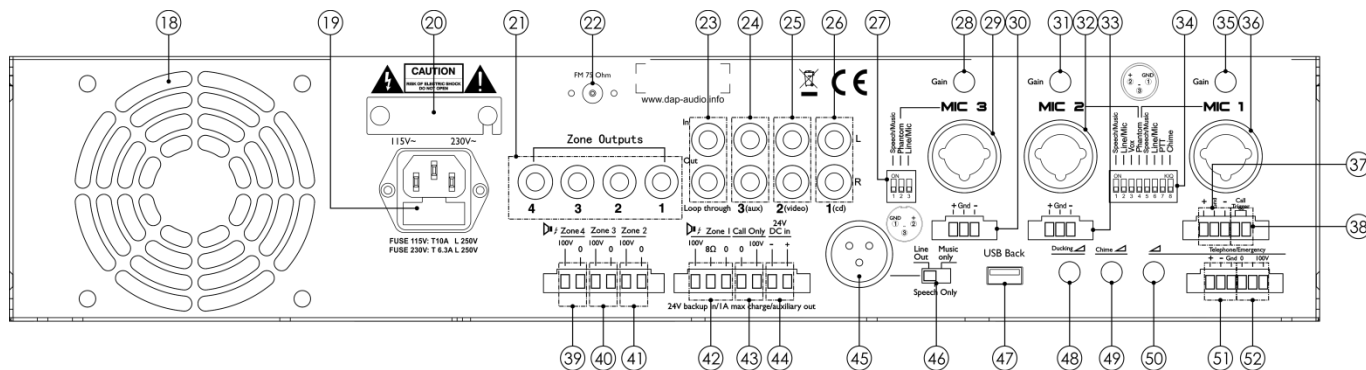 18 19 20 21 22 23 24 25 26 27 28 29 30 31 32 33 34 35 36
CAUTION
RISK OF ELECTRIC SHOCK
DO NOT OPEN
115V~ 230V~
FUSE 115V: T10A L 250V
FUSE 230V: T 6.3A L 250V
FM 75 Ohm
www.dap-audio.info
Zone Outputs
4 3 2 1
In
Out
L
R
Loop through 3(aux) 2(video) 1(cd)
Zone 4 Zone 3 Zone 2
100V 0 100V 0 100V 0
Zone 1 Call Only
100V 8Ω 0 0 100V
24V
DC in
- +
24V backup in/1A max charge/auxiliary out
Speech/Music
Phantom
Line/Mic
ON
1 2 3
Gain
MIC 3
+ Gnd -
GND
1 - 2 + 3
Line
Out
Music
only
Speech Only
USB Back
Gain
MIC 2
+ Gnd -
Speech/Music
Line/Mic
Vox
Phantom
Speech/Music
Line/Mic
PTT
Chime
ON KIQ
1 2 3 4 5 6 7 8
+ GND
2 1
- 3
Gain
MIC 1
+ Gnd -
Call
Trigger
Ducking
Chime
Telephone/Emergency
+ - Gnd 0 100V
37
38
39 40 41 42 43 44 45 46 47 48 49 50 51 52